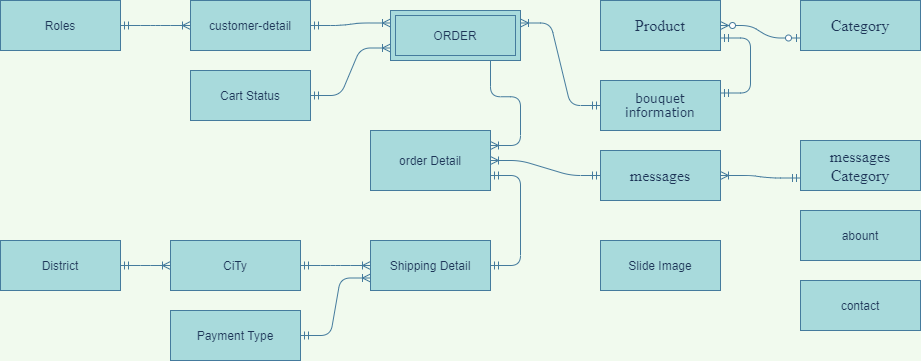 Roles
customer-detail
ORDER
Product
Category
Cart Status
bouquet
information
order Detail
messages
messages
Category
abount
District
CiTy
Shipping Detail
Slide Image
contact
Payment Type